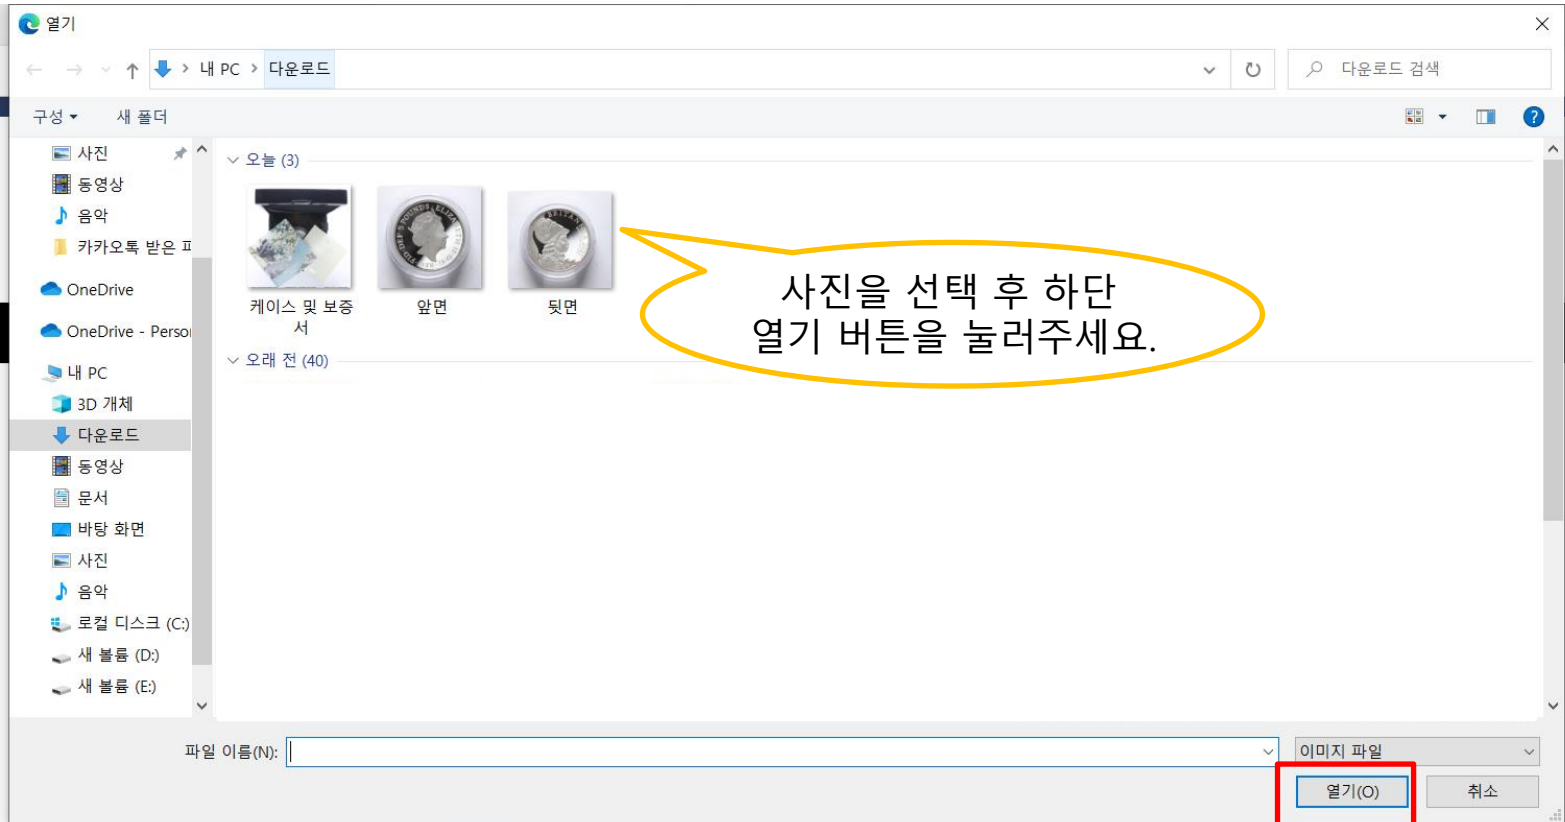 열기
내 PC > 다운로드
다운로드 검색
구성
새 폴더
사진
동영상
음악
카카오톡 받은 파
OneDrive
OneDrive - Person
내 PC
3D 개체
다운로드
동영상
문서
바탕 화면
사진
음악
로컬 디스크 (C:)
새 볼륨 (D:)
새 볼륨 (E:)
오늘 (3)
케이스 및 보증
서
앞면
뒷면
사진을 선택 후 하단
열기 버튼을 눌러주세요.
오래 전 (40)
파일 이름(N):
이미지 파일
열기(O)
취소